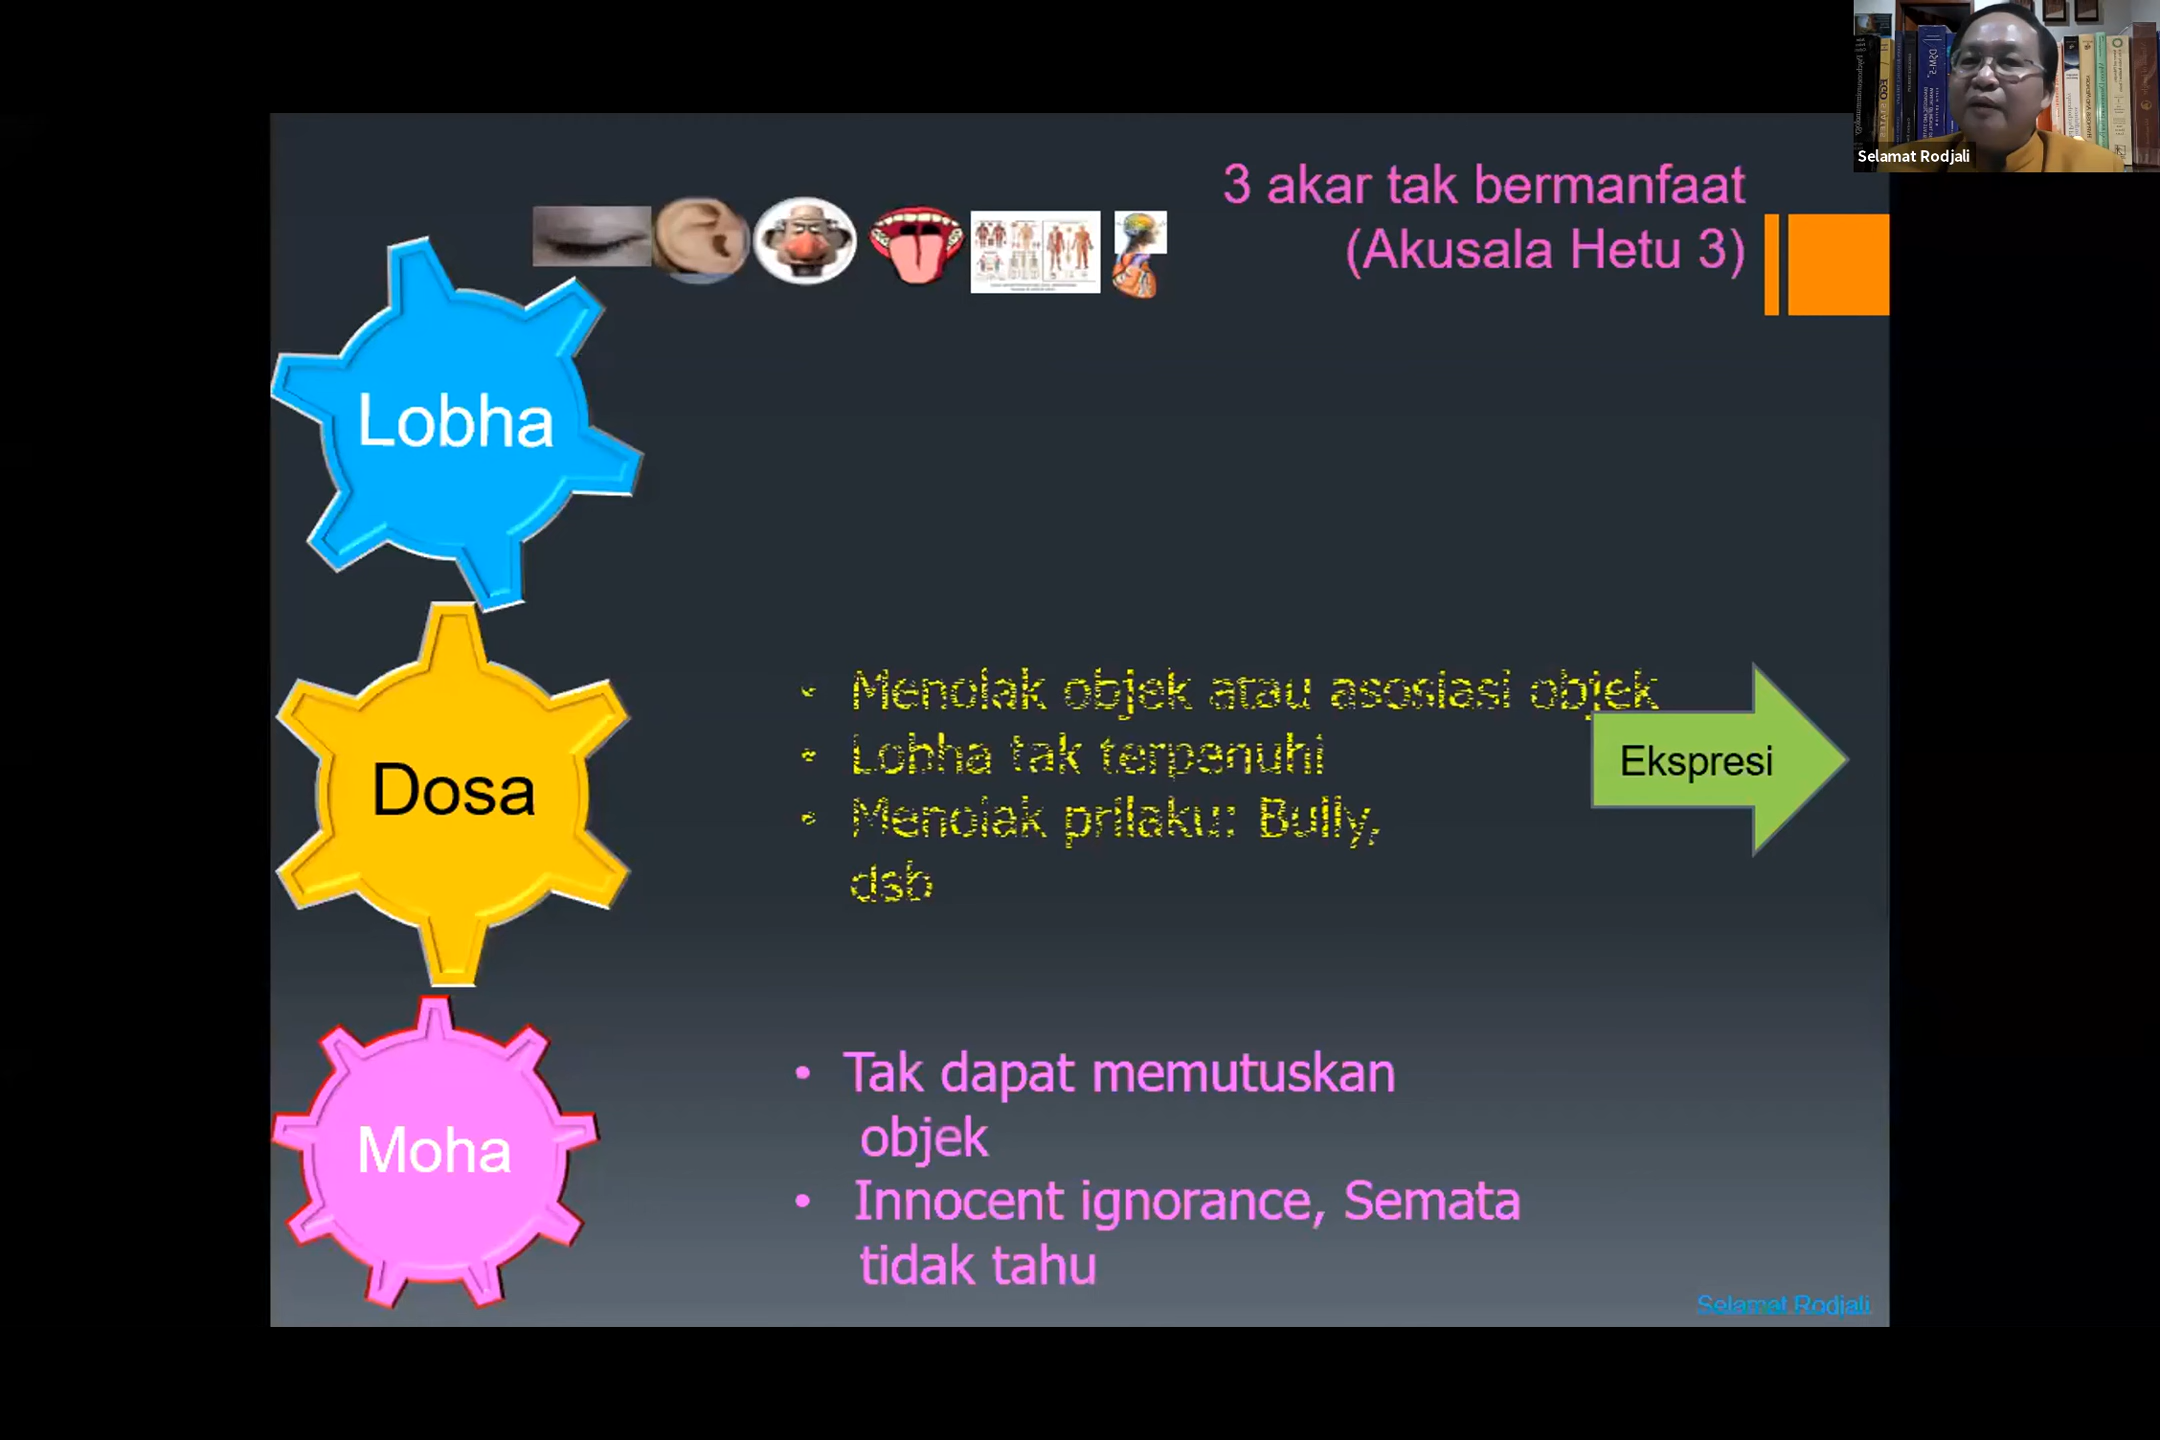 Selamat Rodjali
3 akar tak bermanfaat
(Akusala Hetu 3)
Lobha
Dosa
• Menolak objek atau asosiasi objek
• Lobha tak terpenuhi
• Menolak prilaku: Bully,
dsb
Ekspresi
Moha
• Tak dapat memutuskan
objek
• Innocent ignorance, Semata
tidak tahu
Selamat Rodjali